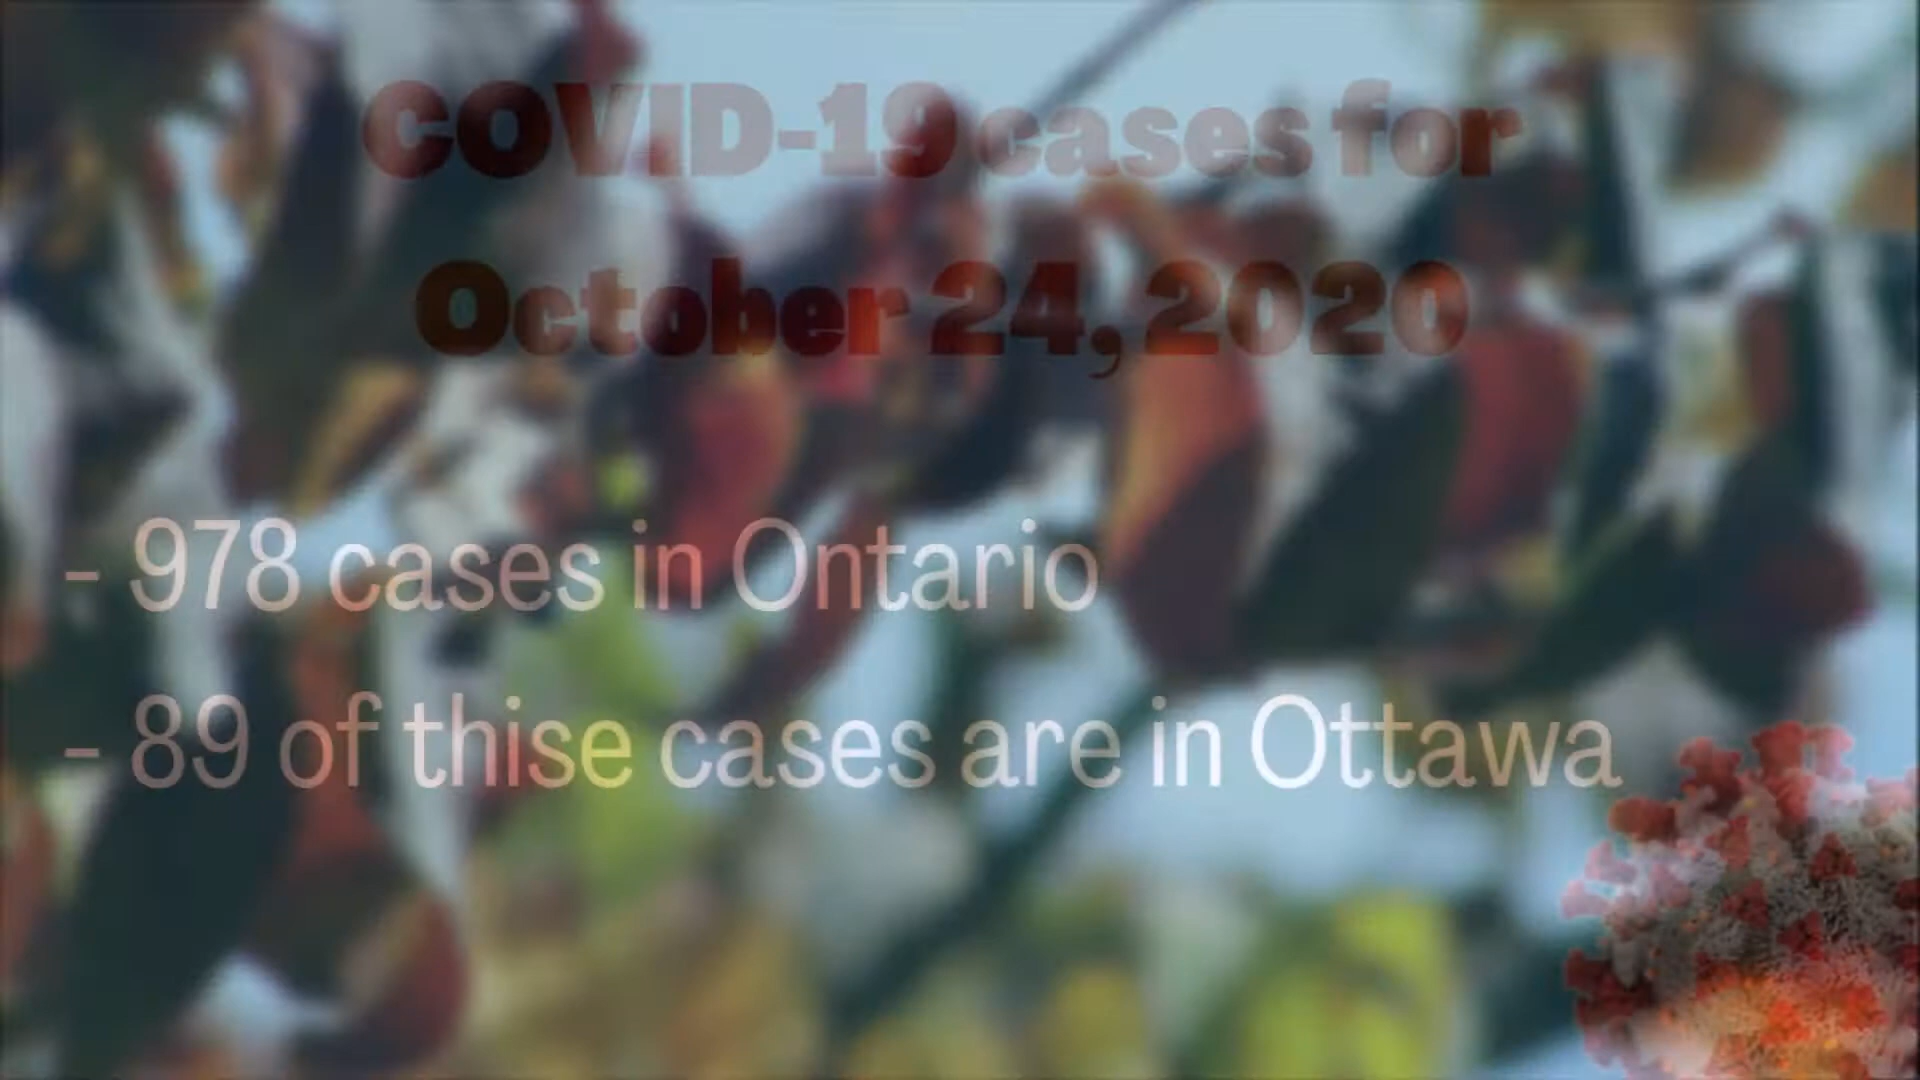 COVID-19 cases for
October 24, 2020
- 978 cases in Ontario
- 89 of thise cases are in Ottawa